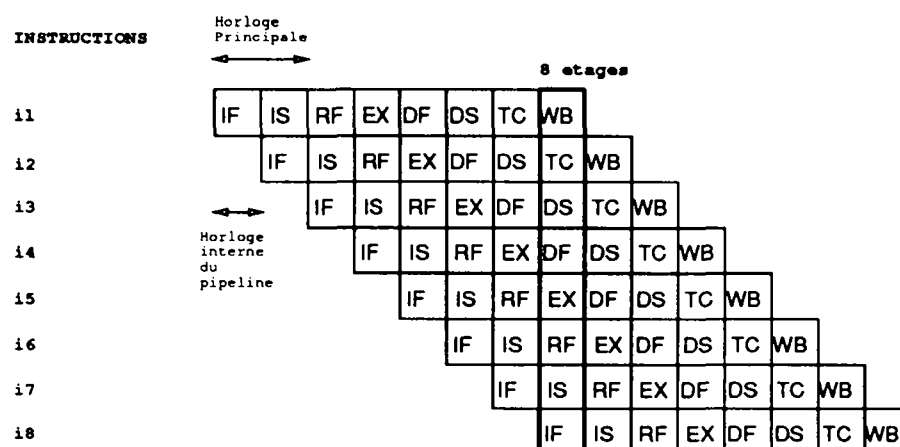 Horloge
Principale
INSTRUCTIONS
8 etages
i1 IF IS RF EX DF DS TC WB
i2 IF IS RF EX DF DS TC WB
i3 IF IS RF EX DF DS TC WB
Horloge
interne
du
pipeline
i4 IF IS RF EX DF DS TC WB
i5 IF IS RF EX DF DS TC WB
i6 IF IS RF EX DF DS TC WB
i7 IF IS RF EX DF DS TC WB
i8 IF IS RF EX DF DS TC WB